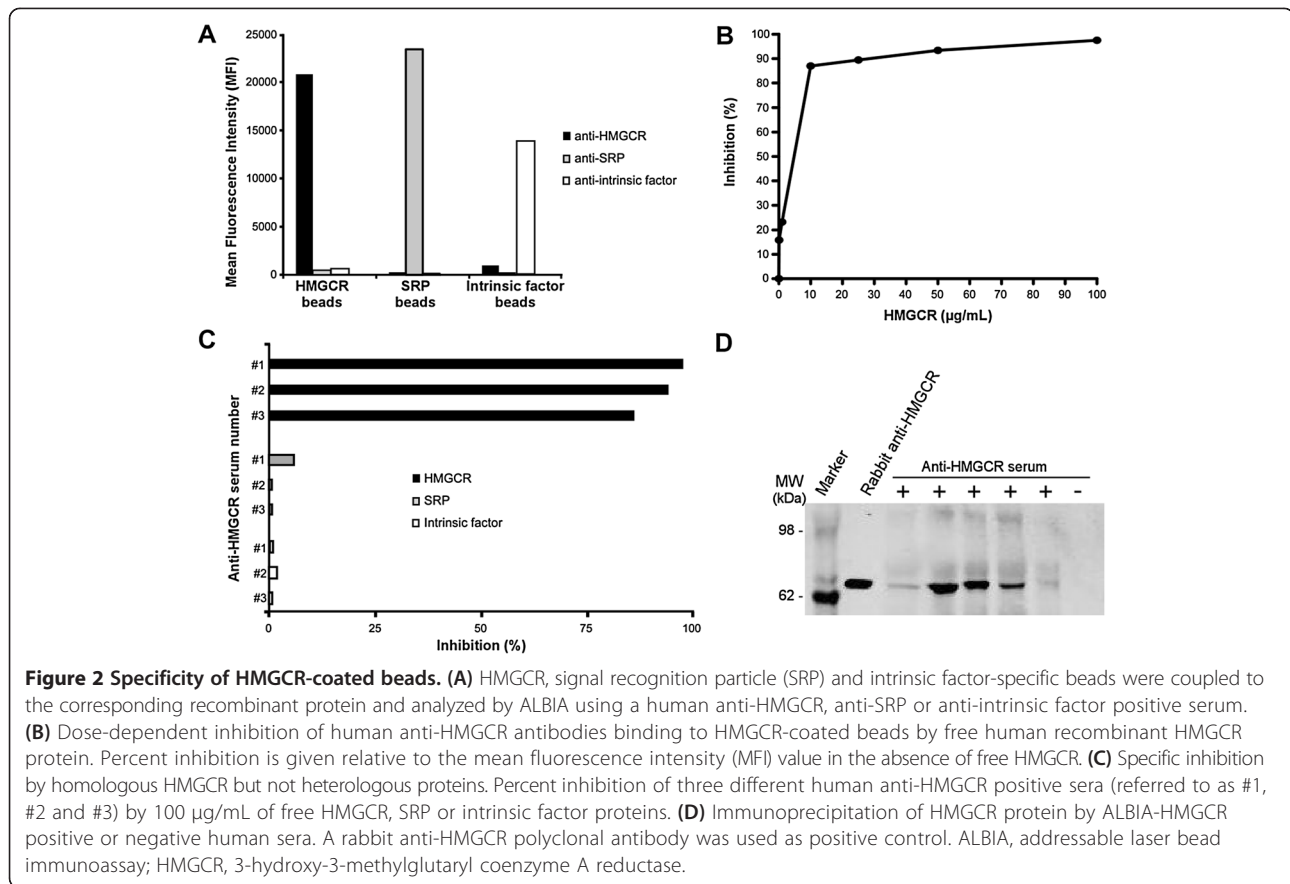 A
25000
20000
15000
10000
5000
0
Mean Fluorescence Intensity (MFI)
HMGCR
beads
SRP
beads
Intrinsic factor
beads
anti-HMGCR
anti-SRP
anti-intrinsic factor
B
100
90
80
70
60
50
40
30
20
10
0
Inhibition (%)
0 10 20 30 40 50 60 70 80 90 100
HMGCR (µg/mL)
C
Anti-HMGCR serum number
#1
#2
#3
#1
#2
#3
#1
#2
#3
HMGCR
SRP
Intrinsic factor
0 25 50 75 100
Inhibition (%)
D
MW
(kDa)
Marker
Rabbit anti-HMGCR
Anti-HMGCR serum
+ + + + + -
98 -
62 -
Figure 2 Specificity of HMGCR-coated beads. (A) HMGCR, signal recognition particle (SRP) and intrinsic factor-specific beads were coupled to
the corresponding recombinant protein and analyzed by ALBIA using a human anti-HMGCR, anti-SRP or anti-intrinsic factor positive serum.
(B) Dose-dependent inhibition of human anti-HMGCR antibodies binding to HMGCR-coated beads by free human recombinant HMGCR
protein. Percent inhibition is given relative to the mean fluorescence intensity (MFI) value in the absence of free HMGCR. (C) Specific inhibition
by homologous HMGCR but not heterologous proteins. Percent inhibition of three different human anti-HMGCR positive sera (referred to as #1,
#2 and #3) by 100 µg/mL of free HMGCR, SRP or intrinsic factor proteins. (D) Immunoprecipitation of HMGCR protein by ALBIA-HMGCR
positive or negative human sera. A rabbit anti-HMGCR polyclonal antibody was used as positive control. ALBIA, addressable laser bead
immunoassay; HMGCR, 3-hydroxy-3-methylglutaryl coenzyme A reductase.